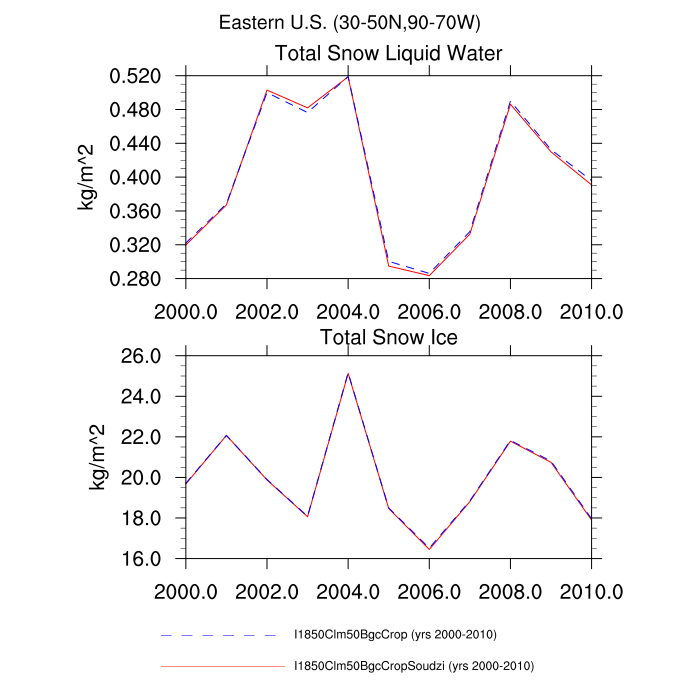 Eastern U.S. (30-50N,90-70W)
Total Snow Liquid Water
0.520
0.480
0.440
0.400
0.360
0.320
0.280
kg/m^2
2000.0 2002.0 2004.0 2006.0 2008.0 2010.0
Total Snow Ice
26.0
24.0
22.0
20.0
18.0
16.0
kg/m^2
2000.0 2002.0 2004.0 2006.0 2008.0 2010.0
I1850Clm50BgcCrop (yrs 2000-2010)
I1850Clm50BgcCropSoudzi (yrs 2000-2010)